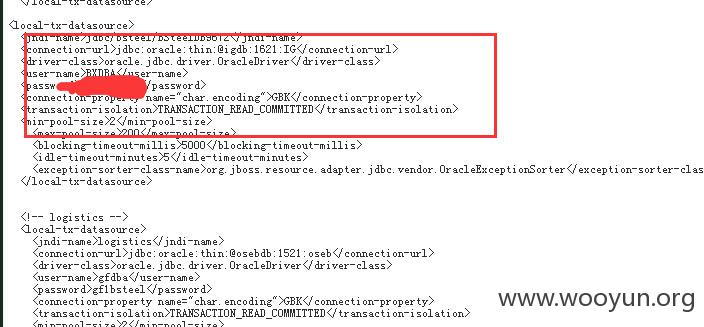 <local-tx-datasource>
<jndi-name>jdbc/bsteel/BSteelDB9672</jndi-name>
<connection-url>jdbc:oracle:thin:@igdb:1621:IG</connection-url>
<driver-class>oracle.jdbc.driver.OracleDriver</driver-class>
<user-name>BXDBA</user-name>
</password>
<connection-property name="char.encoding">GBK</connection-property>
<transaction-isolation>TRANSACTION_READ_COMMITTED</transaction-isolation>
<min-pool-size>2</min-pool-size>
<max-pool-size>200</max-pool-size>
<blocking-timeout-millis>5000</blocking-timeout-millis>
<idle-timeout-minutes>5</idle-timeout-minutes>
<exception-sorter-class-name>org.jboss.resource.adapter.jdbc.vendor.OracleExceptionSorter</exception-sorter-clas
</local-tx-datasource>
<!-- logistics -->
<local-tx-datasource>
<jndi-name>logistics</jndi-name>
<connection-url>jdbc:oracle:thin:@osebdb:1521:oseb</connection-url>
<driver-class>oracle.jdbc.driver.OracleDriver</driver-class>
<user-name>gfdba</user-name>
<password>gf1bsteel</password>
<connection-property name="char.encoding">GBK</connection-property>
<transaction-isolation>TRANSACTION_READ_COMMITTED</transaction-isolation>
<min-pool-size>2</min-pool-size>
www.wooyun.org